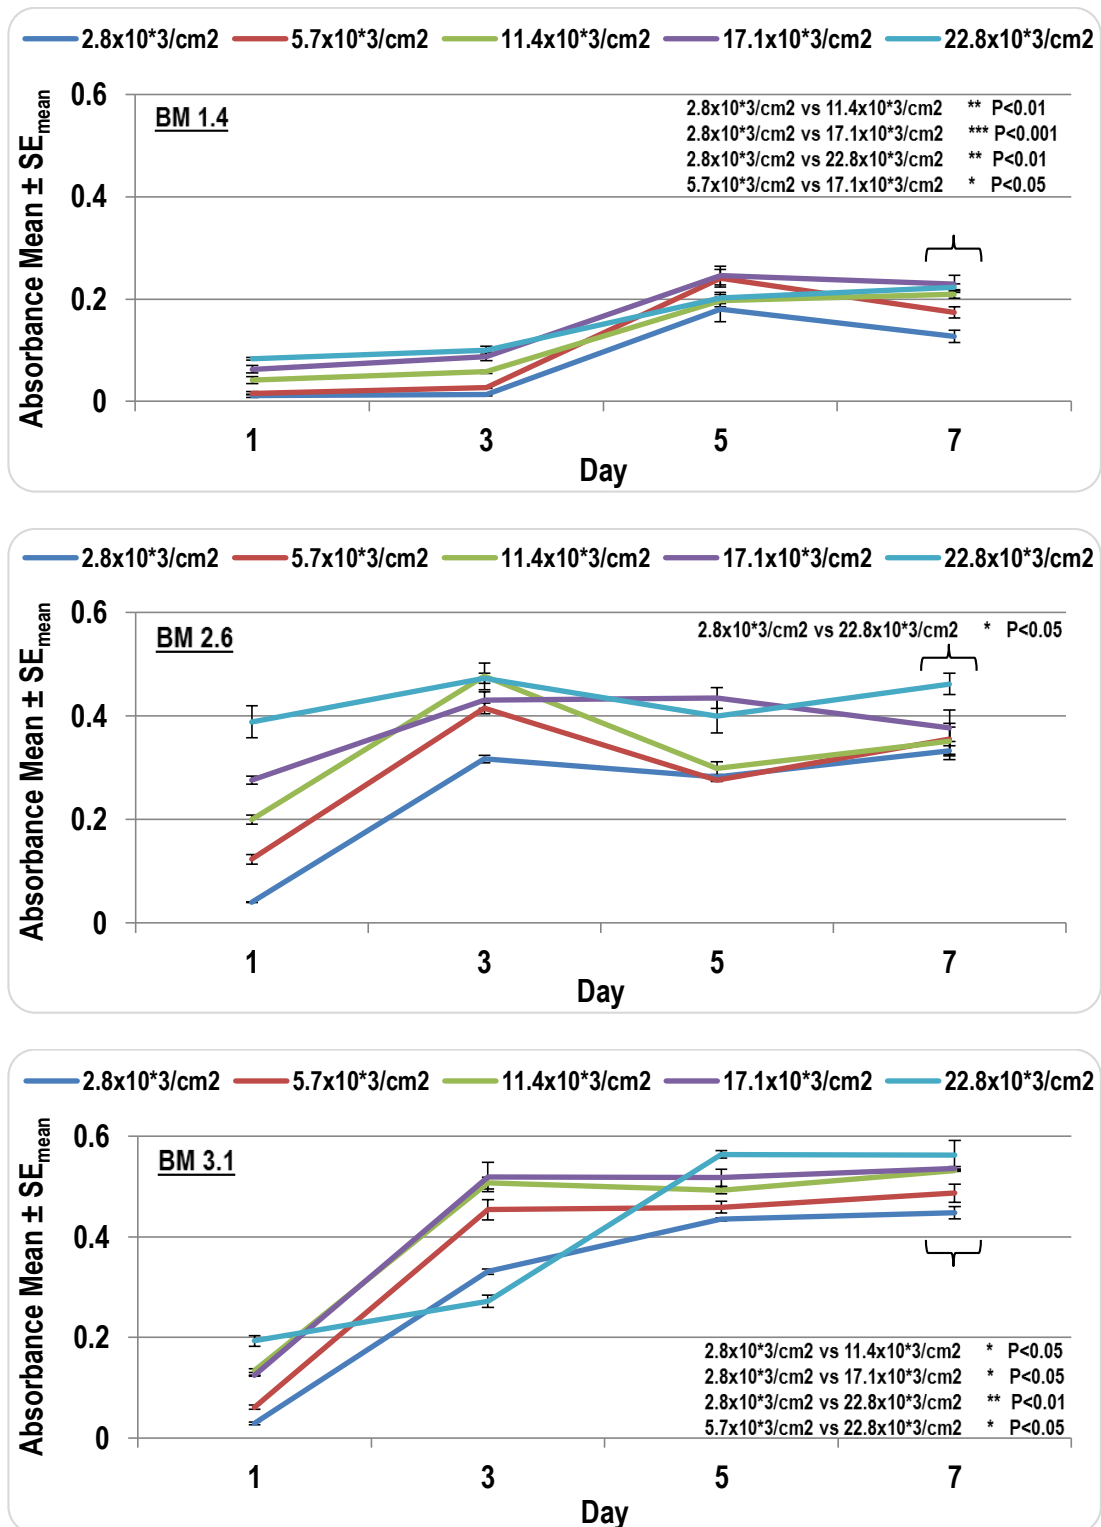 2.8x10*3/cm2 5.7x10*3/cm2 11.4x10*3/cm2 17.1x10*3/cm2 22.8x10*3/cm2
Absorbance Mean ± SEmean
0.6
0.4
0.2
0
BM 1.4
2.8x10*3/cm2 vs 11.4x10*3/cm2 ** P<0.01
2.8x10*3/cm2 vs 17.1x10*3/cm2 *** P<0.001
2.8x10*3/cm2 vs 22.8x10*3/cm2 ** P<0.01
5.7x10*3/cm2 vs 17.1x10*3/cm2 * P<0.05
1 3 5 7
Day
2.8x10*3/cm2 5.7x10*3/cm2 11.4x10*3/cm2 17.1x10*3/cm2 22.8x10*3/cm2
Absorbance Mean ± SEmean
0.6
0.4
0.2
0
BM 2.6
2.8x10*3/cm2 vs 22.8x10*3/cm2 * P<0.05
1 3 5 7
Day
2.8x10*3/cm2 5.7x10*3/cm2 11.4x10*3/cm2 17.1x10*3/cm2 22.8x10*3/cm2
Absorbance Mean ± SEmean
0.6
0.4
0.2
0
BM 3.1
2.8x10*3/cm2 vs 11.4x10*3/cm2 * P<0.05
2.8x10*3/cm2 vs 17.1x10*3/cm2 * P<0.05
2.8x10*3/cm2 vs 22.8x10*3/cm2 ** P<0.01
5.7x10*3/cm2 vs 22.8x10*3/cm2 * P<0.05
1 3 5 7
Day